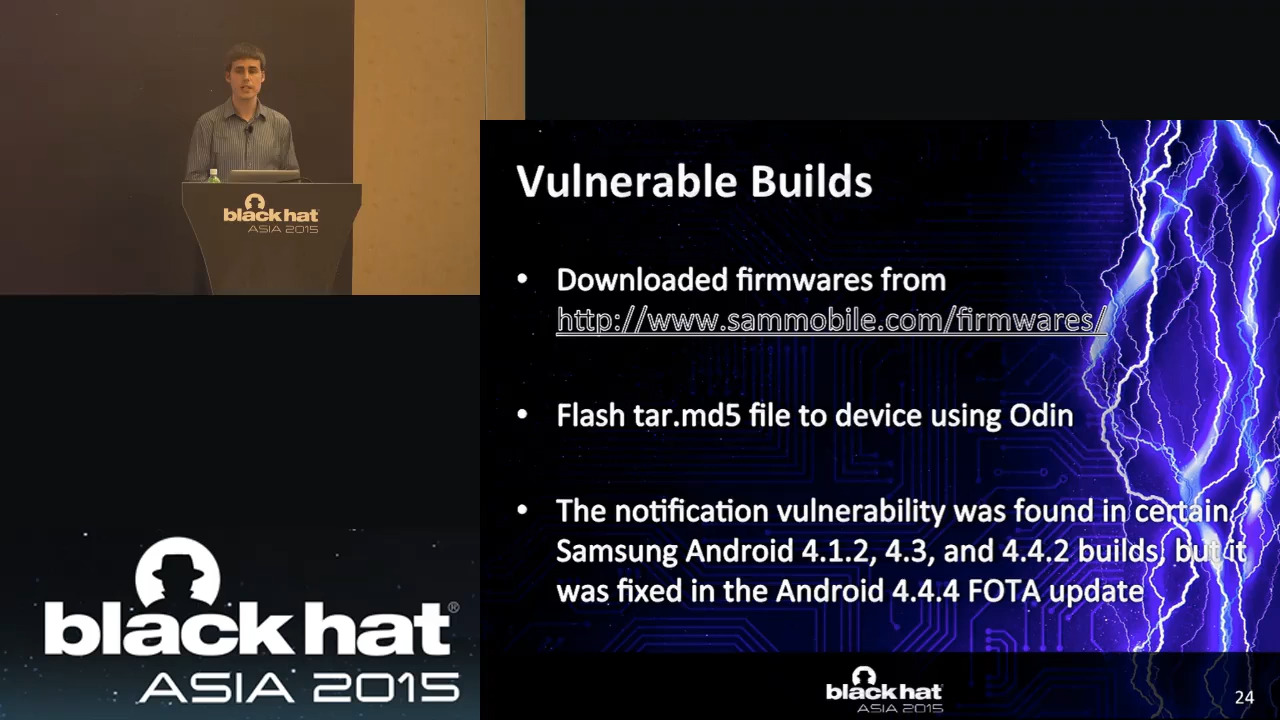 black hat
ASIA 2015
Vulnerable Builds
• Downloaded firmwares from
http://www.sammobile.com/firmwares/
• Flash tar.md5 file to device using Odin
• The notification vulnerability was found in certain
Samsung Android 4.1.2, 4.3, and 4.4.2 builds, but it
was fixed in the Android 4.4.4 FOTA update
black hat®
ASIA 2015
black hat
ASIA 2015
24